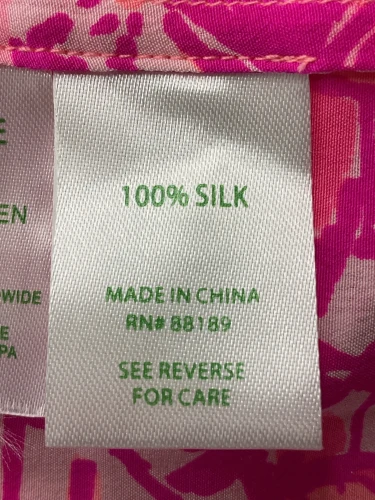 100% SILK
MADE IN CHINA
RN# 88189
SEE REVERSE
FOR CARE
E
EN
WIDE
E
PA